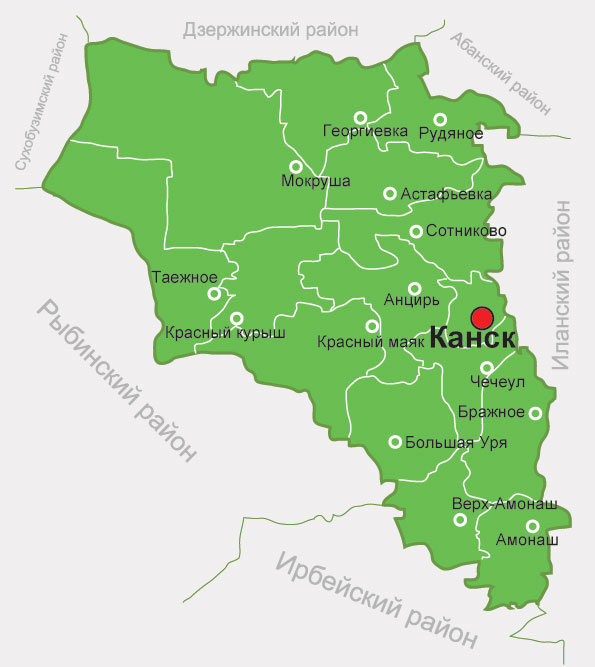 Дзержинский район
Абанский район
Сухобузимский район
Георгиевка
Рудяное
Мокруша
Астафьевка
Сотниково
Иланский район
Таежное
Анцирь
Рыбинский район
Красный курыш
Красный маяк
Канск
Чечеул
Бражное
Большая Уря
Верх-Амонаш
Амонаш
Ирбейский район